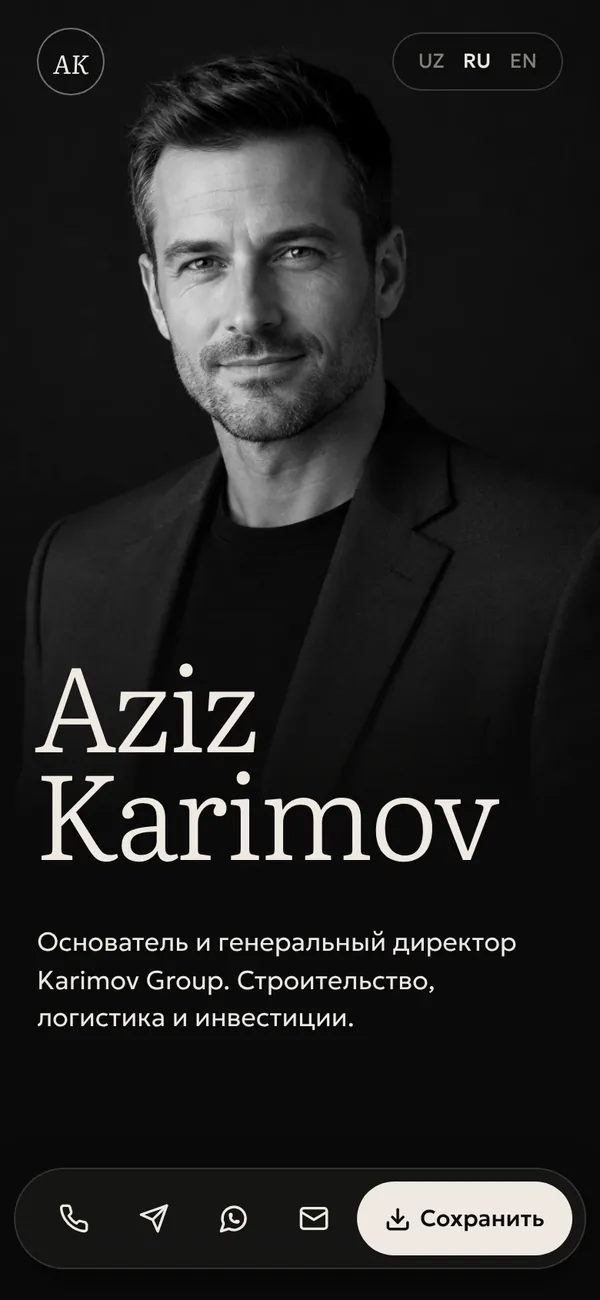 AK
UZ RU EN
Aziz
Karimov
Основатель и генеральный директор
Karimov Group. Строительство,
логистика и инвестиции.
Сохранить